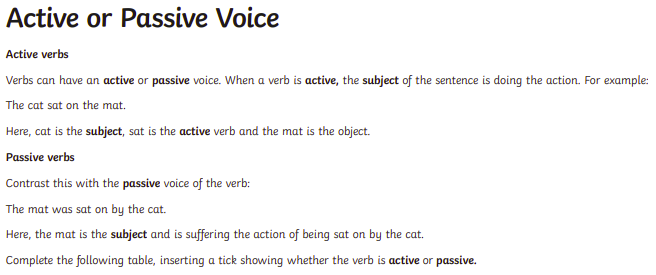 Active or Passive Voice
Active verbs
Verbs can have an active or passive voice. When a verb is active, the subject of the sentence is doing the action. For example:
The cat sat on the mat.
Here, cat is the subject, sat is the active verb and the mat is the object.
Passive verbs
Contrast this with the passive voice of the verb:
The mat was sat on by the cat.
Here, the mat is the subject and is suffering the action of being sat on by the cat.
Complete the following table, inserting a tick showing whether the verb is active or passive.